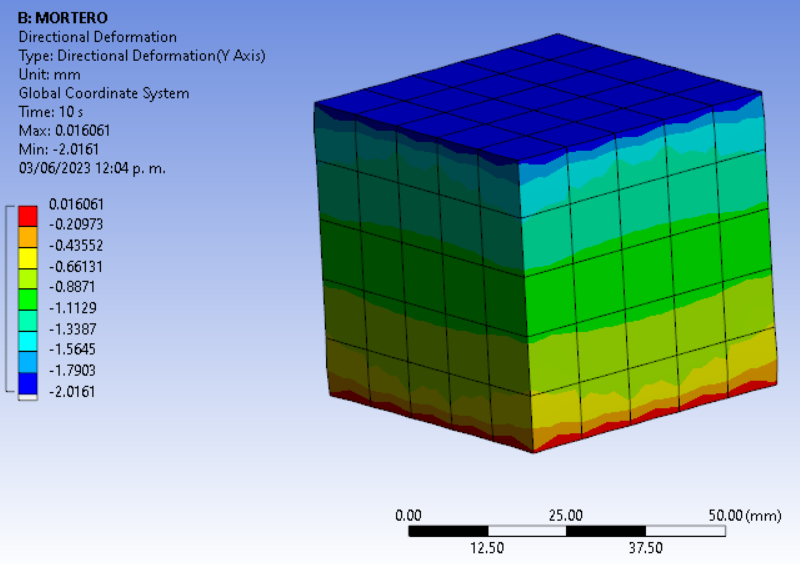 B: MORTERO
Directional Deformation
Type: Directional Deformation(Y Axis)
Unit: mm
Global Coordinate System
Time: 10 s
Max: 0.016061
Min: -2.0161
03/06/2023 12:04 p. m.
0.016061
-0.20973
-0.43552
-0.66131
-0.8871
-1.1129
-1.3387
-1.5645
-1.7903
-2.0161
0.00 25.00 50.00 (mm)
12.50 37.50